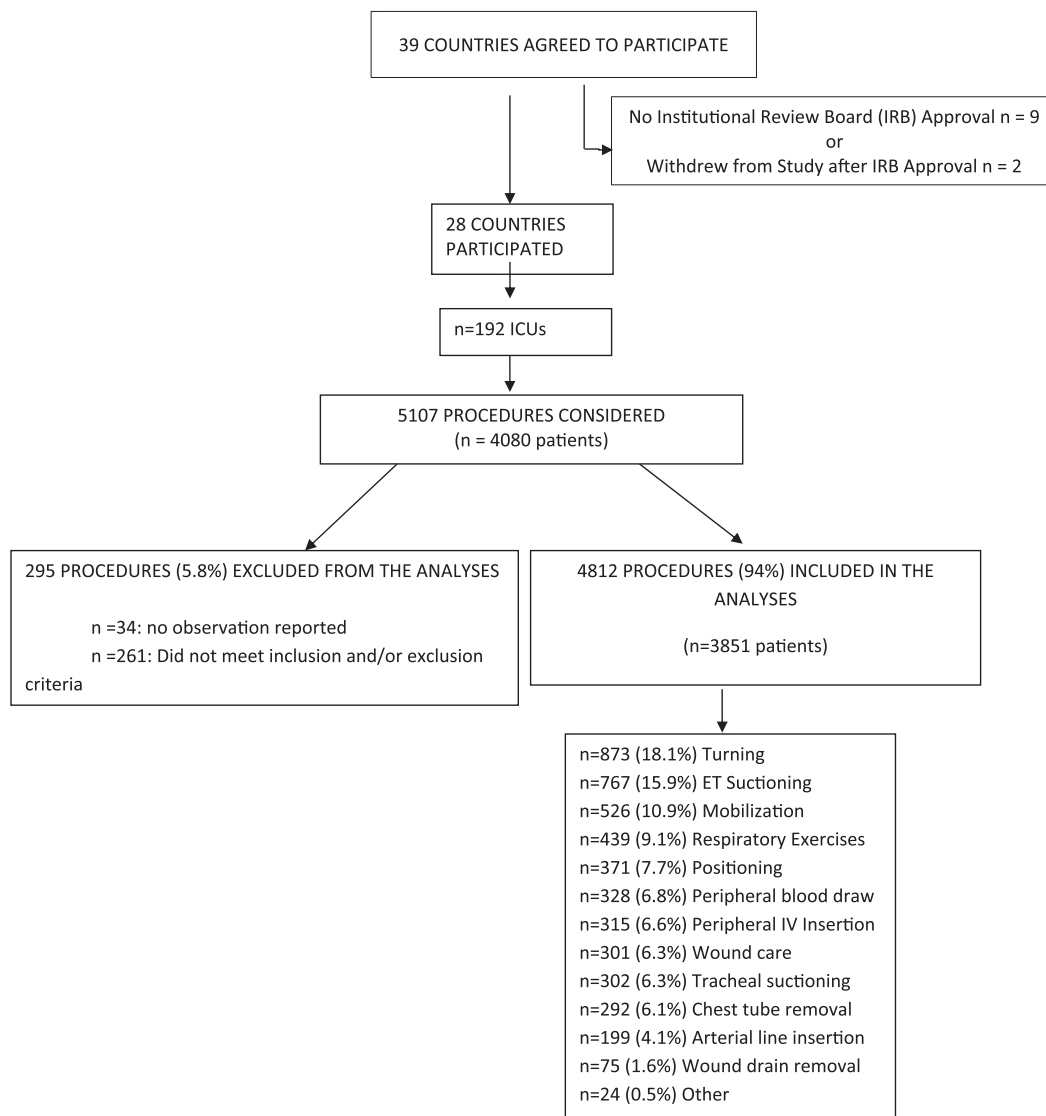 39 COUNTRIES AGREED TO PARTICIPATE
No Institutional Review Board (IRB) Approval n = 9
or
Withdrew from Study after IRB Approval n = 2
28 COUNTRIES
PARTICIPATED
n=192 ICUs
5107 PROCEDURES CONSIDERED
(n = 4080 patients)
295 PROCEDURES (5.8%) EXCLUDED FROM THE ANALYSES
n =34: no observation reported
n =261: Did not meet inclusion and/or exclusion
criteria
4812 PROCEDURES (94%) INCLUDED IN THE
ANALYSES
(n=3851 patients)
n=873 (18.1%) Turning
n=767 (15.9%) ET Suctioning
n=526 (10.9%) Mobilization
n=439 (9.1%) Respiratory Exercises
n=371 (7.7%) Positioning
n=328 (6.8%) Peripheral blood draw
n=315 (6.6%) Peripheral IV Insertion
n=301 (6.3%) Wound care
n=302 (6.3%) Tracheal suctioning
n=292 (6.1%) Chest tube removal
n=199 (4.1%) Arterial line insertion
n=75 (1.6%) Wound drain removal
n=24 (0.5%) Other